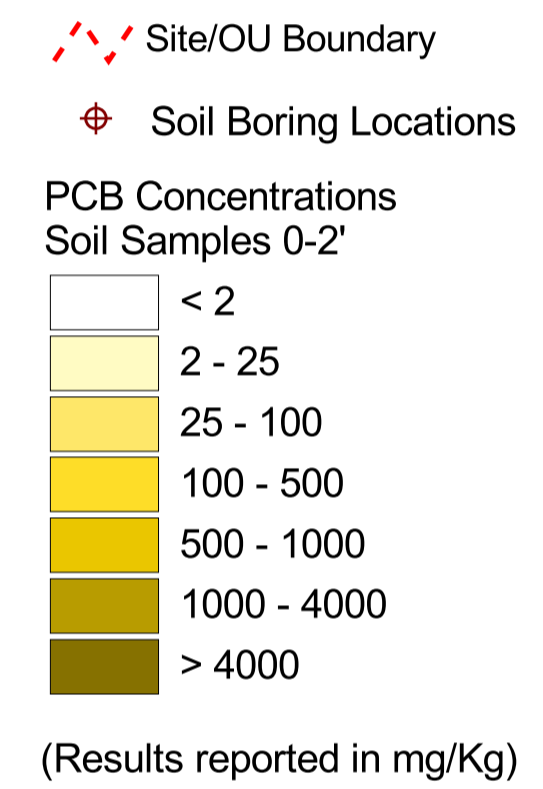 Site/OU Boundary
Soil Boring Locations
PCB Concentrations
Soil Samples 0-2'
< 2
2 - 25
25 - 100
100 - 500
500 - 1000
1000 - 4000
> 4000
(Results reported in mg/Kg)